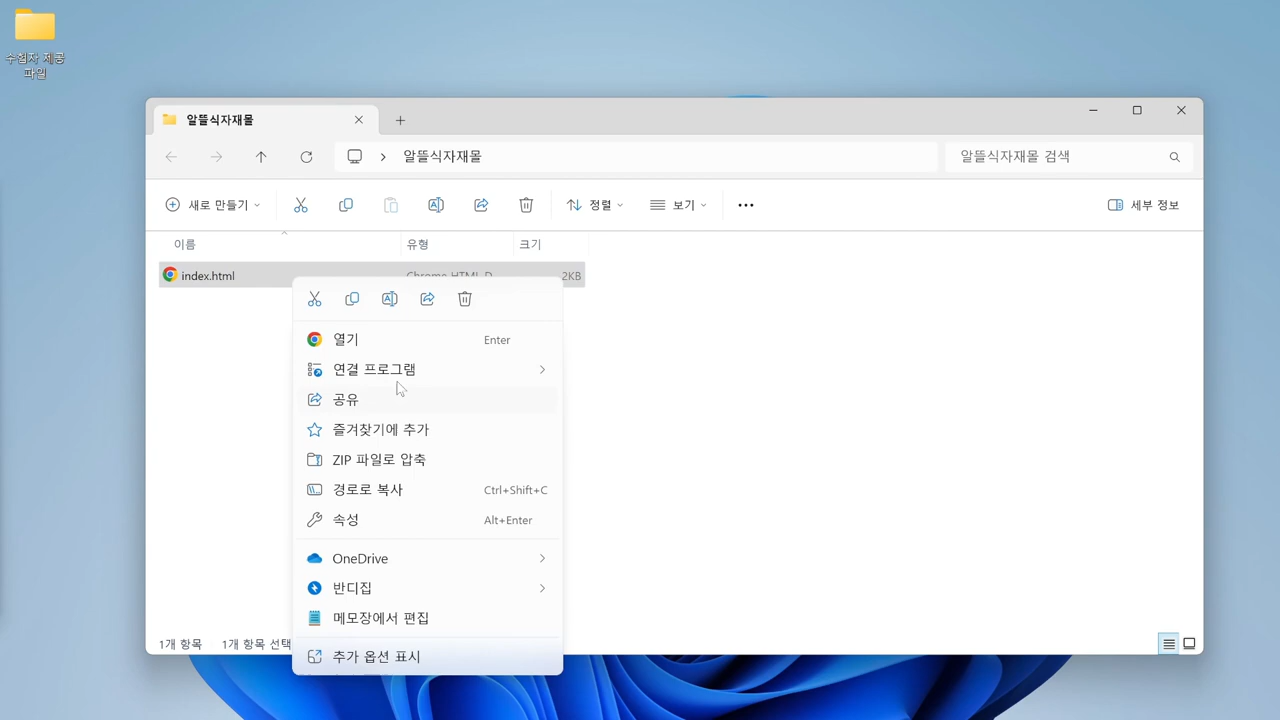 수험자 제공
파일
알뜰식자재몰
알뜰식자재몰
알뜰식자재몰 검색
새로 만들기
정렬
보기
세부 정보
이름 유형 크기
index.html Chrome HTML D 2KB
열기 Enter
연결 프로그램
공유
즐겨찾기에 추가
ZIP 파일로 압축
경로로 복사 Ctrl+Shift+C
속성 Alt+Enter
OneDrive
반디집
메모장에서 편집
추가 옵션 표시
1개 항목 1개 항목 선택